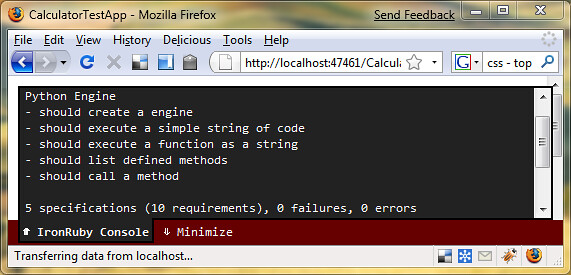 CalculatorTestApp - Mozilla Firefox Send Feedback
File Edit View History Delicious Tools Help
http://localhost:47461/Calcula G css - top
Python Engine
- should create a engine
- should execute a simple string of code
- should execute a function as a string
- should list defined methods
- should call a method
5 specifications (10 requirements), 0 failures, 0 errors
⇧ IronRuby Console ⇩ Minimize
Transferring data from localhost...